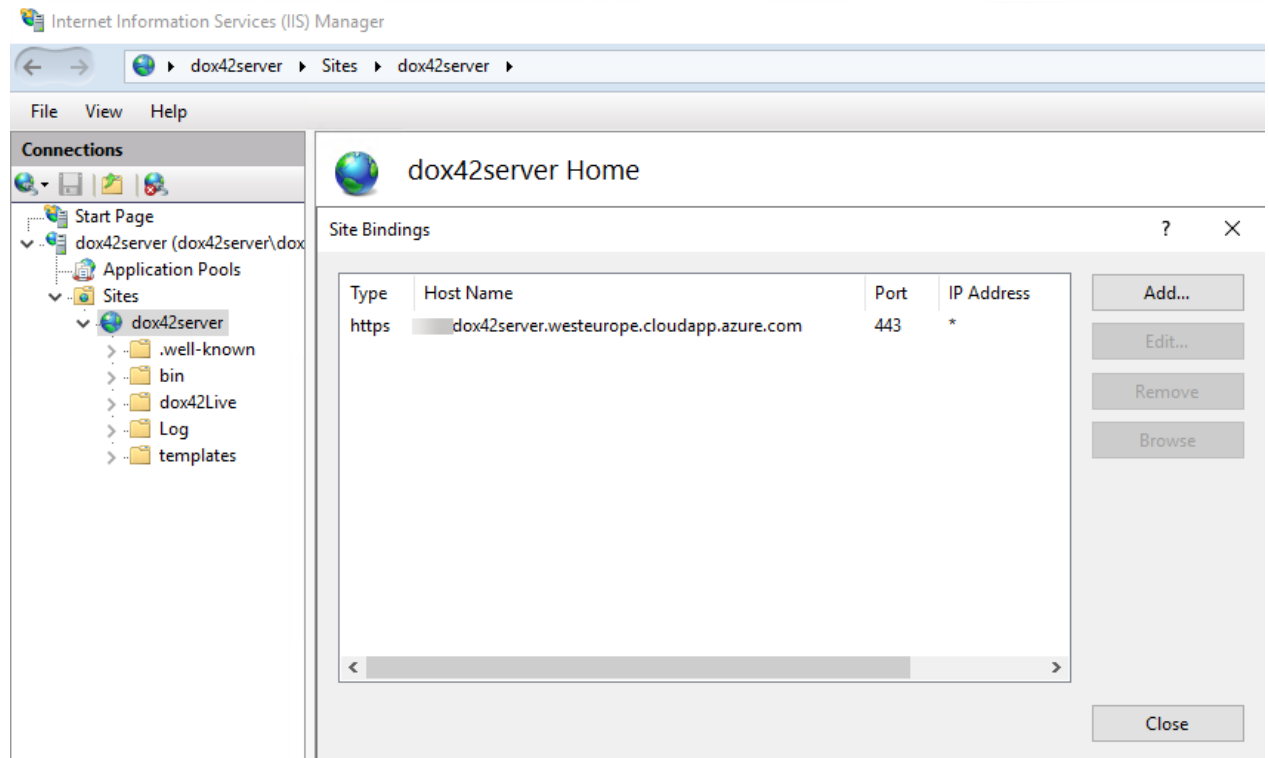 Internet Information Services (IIS) Manager
dox42server Sites dox42server
File View Help
Connections
dox42server Home
Start Page
dox42server (dox42server\dox
Application Pools
Sites
dox42server
.well-known
bin
dox42Live
Log
templates
Site Bindings ?
Type Host Name Port IP Address
https dox42server.westeurope.cloudapp.azure.com 443 *
Add...
Edit...
Remove
Browse
Close